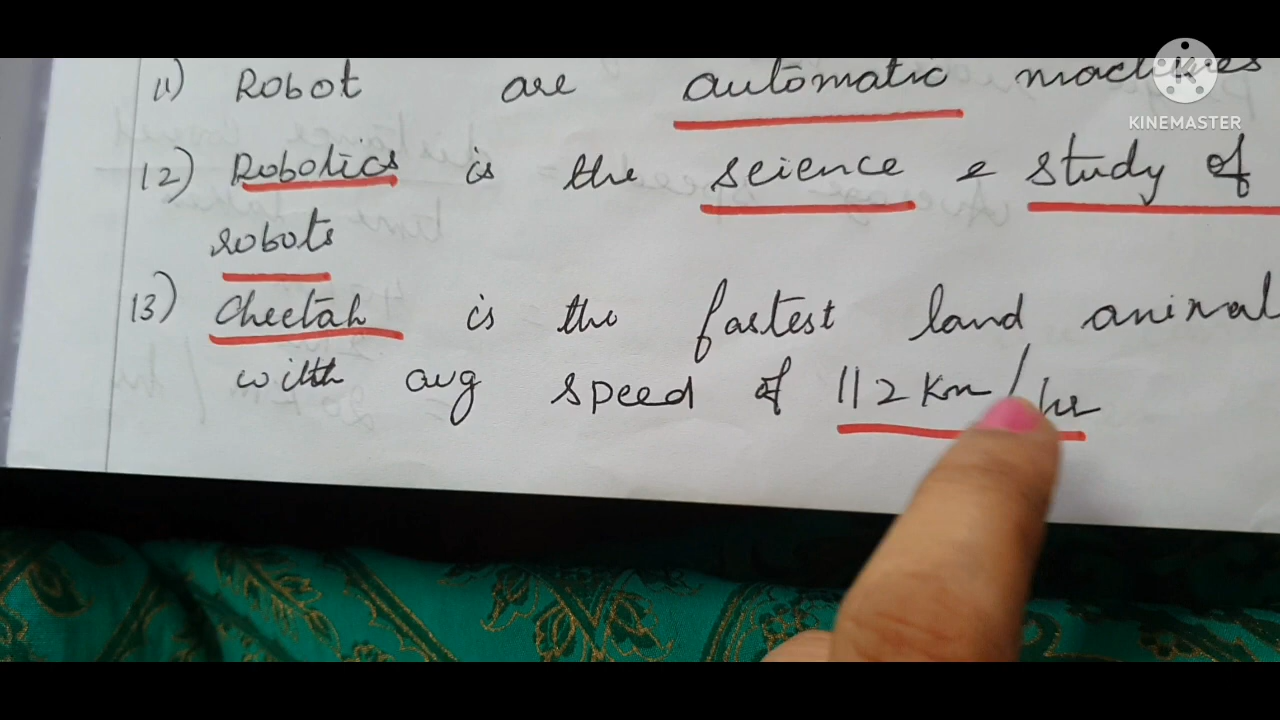 11) Robot are automatic machines
12) Robotics is the science & study of
robots
13) Cheetah is the fastest land animal
with avg speed of 112 Km/hr
KINEMASTER